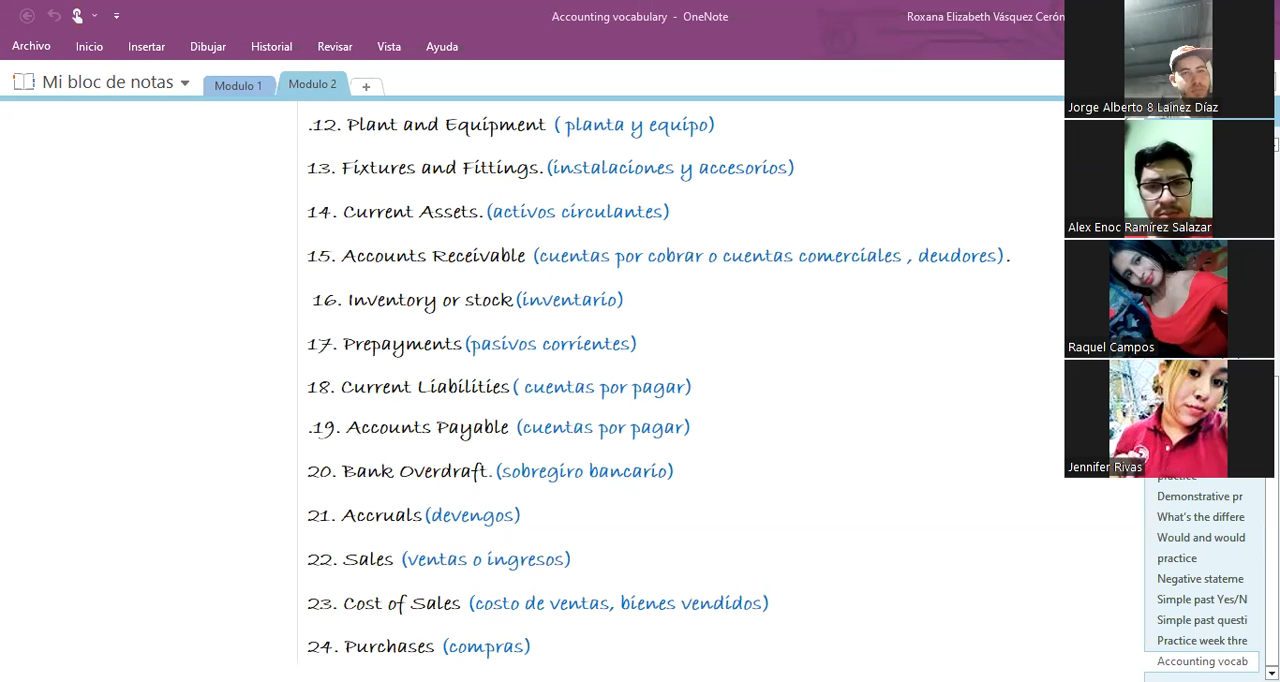 Accounting vocabulary - OneNote
Roxana Elizabeth Vásquez Cerón
Archivo Inicio Insertar Dibujar Historial Revisar Vista Ayuda
Mi bloc de notas Modulo 1 Modulo 2 +
.12. Plant and Equipment ( planta y equipo)
13. Fixtures and Fittings. (instalaciones y accesorios)
14. Current Assets. (activos circulantes)
15. Accounts Receivable (cuentas por cobrar o cuentas comerciales , deudores) .
16. Inventory or stock (inventario)
17. Prepayments (pasivos corrientes)
18. Current Liabilities ( cuentas por pagar)
.19. Accounts Payable (cuentas por pagar)
20. Bank Overdraft. (sobregiro bancario)
21. Accruals (devengos)
22. Sales (ventas o ingresos)
23. Cost of Sales (costo de ventas, bienes vendidos)
24. Purchases (compras)
Jorge Alberto 8 Laínez Díaz
Alex Enoc Ramírez Salazar
Raquel Campos
Jennifer Rivas
practice
Demonstrative pr
What's the differe
Would and would
practice
Negative stateme
Simple past Yes/N
Simple past questi
Practice week thre
Accounting vocab